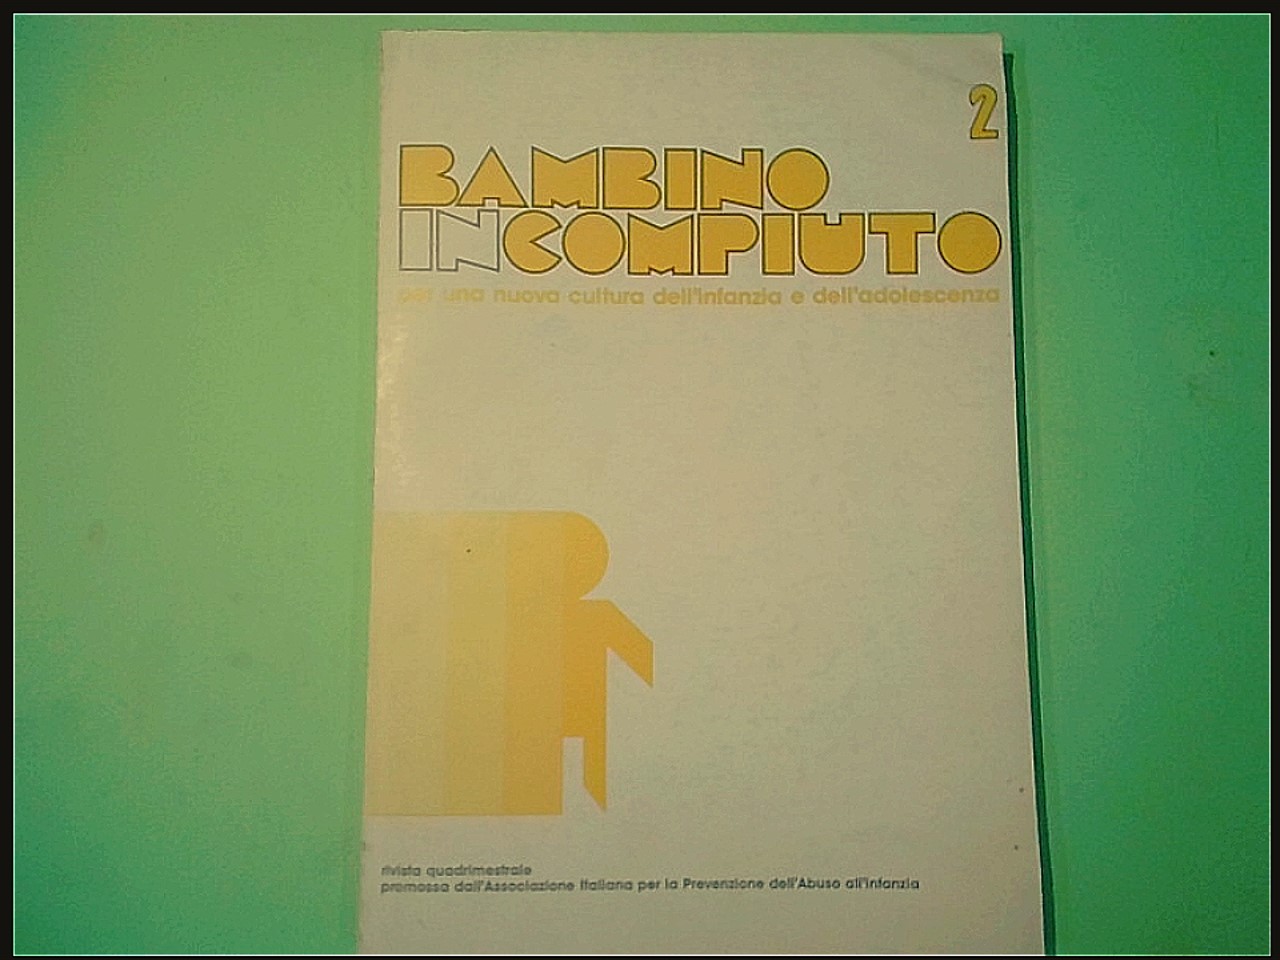 2
BAMBINO
INCOMPIUTO
per una nuova cultura dell'infanzia e dell'adolescenza
rivista quadrimestrale
promossa dall'Associazione Italiana per la Prevenzione dell'Abuso all'Infanzia